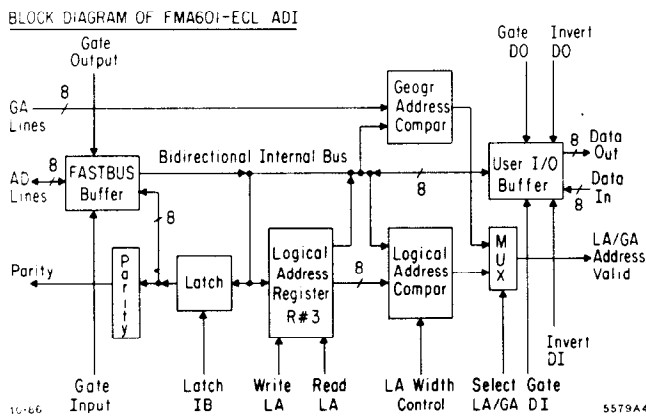 BLOCK DIAGRAM OF FMA601-ECL ADI
Gate
Output
Gate
DO
Invert
DO
8
GA
Lines
Geogr
Address
Compar
8
AD
Lines
FASTBUS
Buffer
Bidirectional Internal Bus
8
User I/O
Buffer
8
Data
Out
Data
In
8
8
Parity
Parity
Latch
Logical
Address
Register
R#3
8
Logical
Address
Compar
MUX
LA/GA
Address
Valid
Invert
DI
Gate
Input
Latch
IB
Write
LA
Read
LA
LA Width
Control
Select
LA/GA
Gate
DI
10-86
5579A4